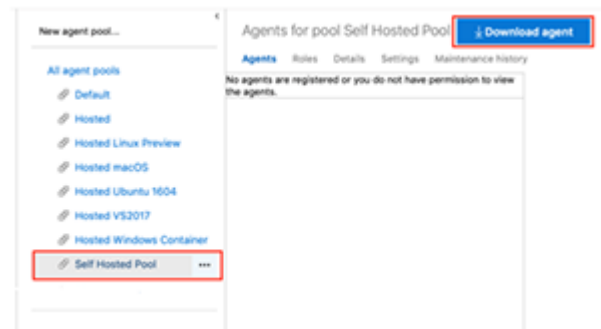 New agent pool...
All agent pools
Default
Hosted
Hosted Linux Preview
Hosted macOS
Hosted Ubuntu 1604
Hosted VS2017
Hosted Windows Container
Self Hosted Pool ...
Agents for pool Self Hosted Pool
Download agent
Agents Roles Details Settings Maintenance history
No agents are registered or you do not have permission to view
the agents.